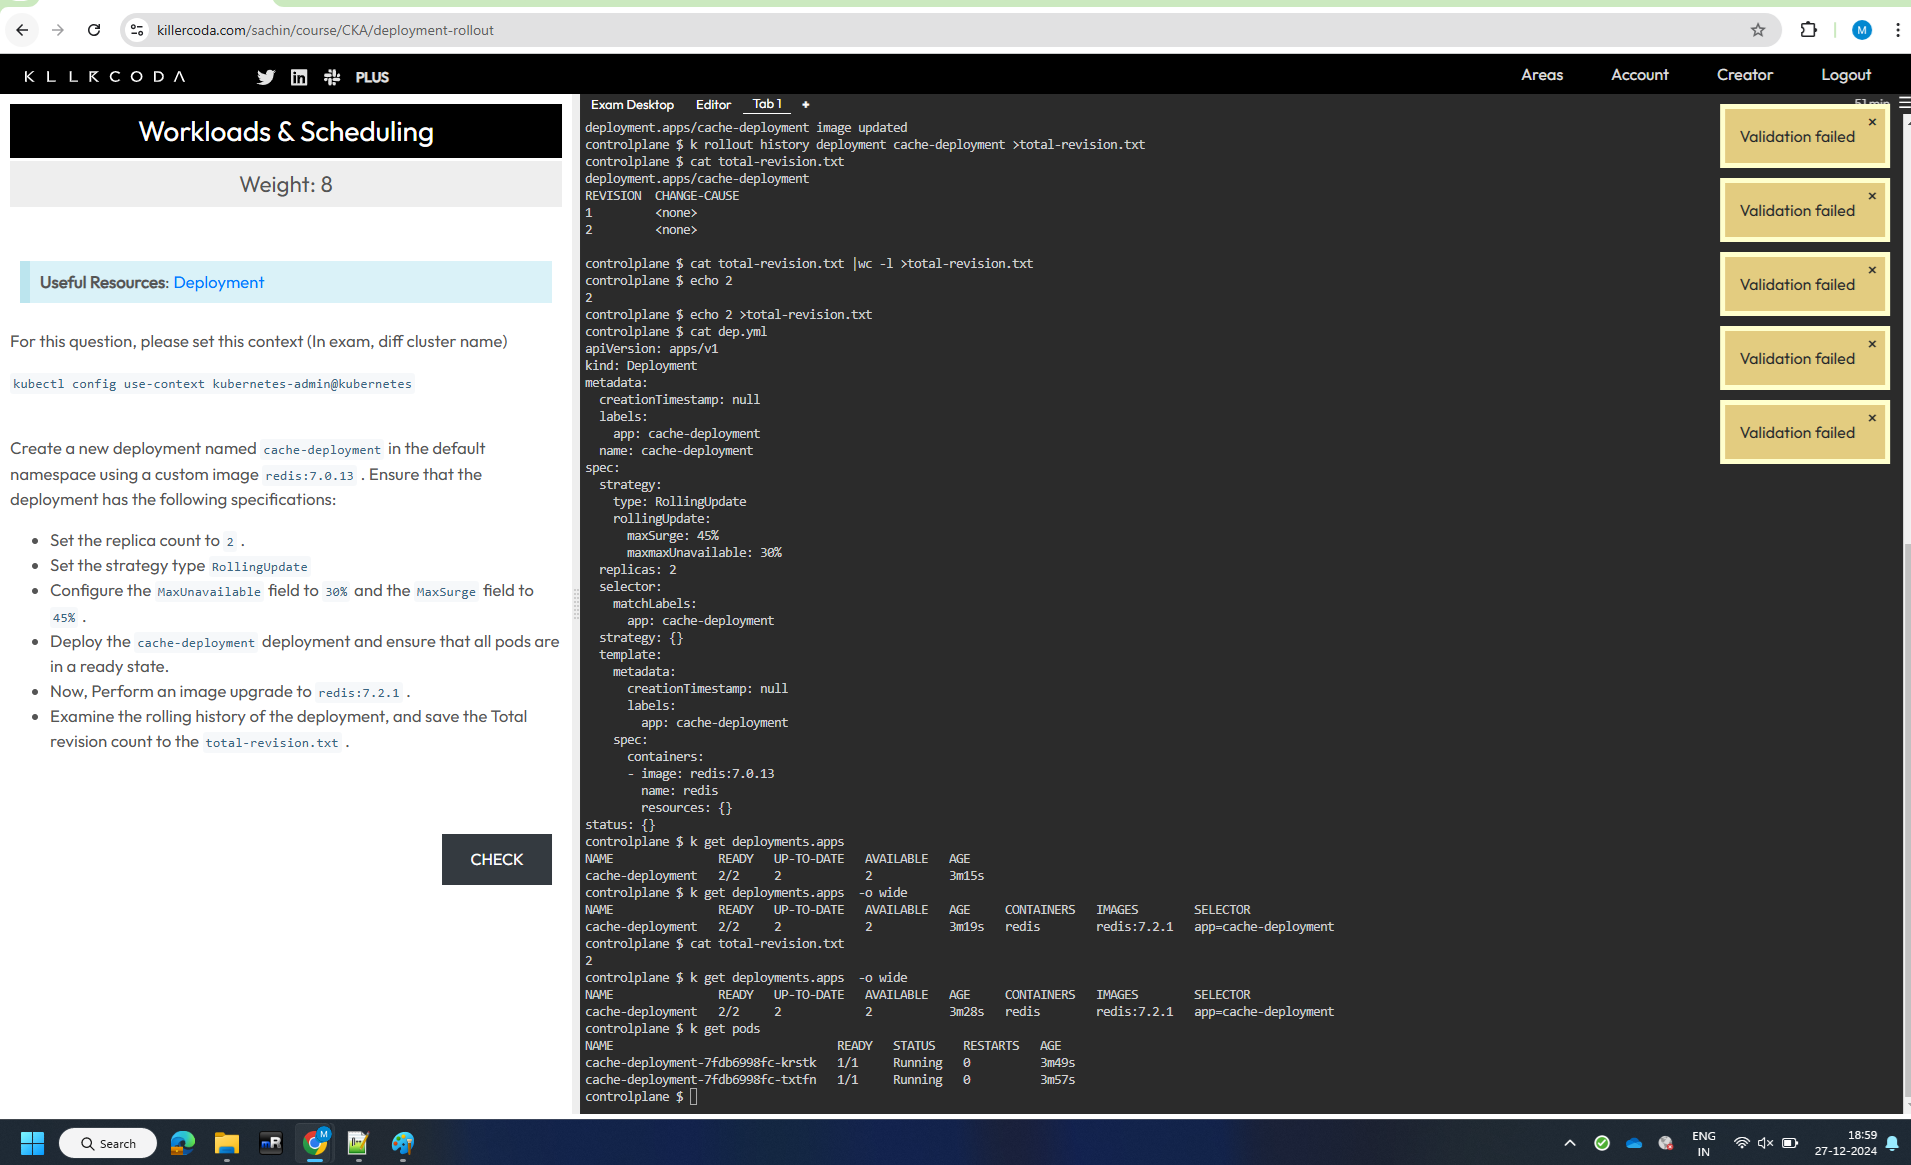 killercoda.com/sachin/course/CKA/deployment-rollout
M
KLLRCODA
PLUS
Areas
Account
Creator
Logout
Workloads & Scheduling
Weight: 8
Useful Resources: Deployment
For this question, please set this context (In exam, diff cluster name)
kubectl config use-context kubernetes-admin@kubernetes
Create a new deployment named cache-deployment in the default
namespace using a custom image redis:7.0.13 . Ensure that the
deployment has the following specifications:
Set the replica count to 2 .
Set the strategy type RollingUpdate
Configure the MaxUnavailable field to 30% and the MaxSurge field to
45% .
Deploy the cache-deployment deployment and ensure that all pods are
in a ready state.
Now, Perform an image upgrade to redis:7.2.1 .
Examine the rolling history of the deployment, and save the Total
revision count to the total-revision.txt .
CHECK
Exam Desktop
Editor
Tab 1
+
51 min
deployment.apps/cache-deployment image updated
controlplane $ k rollout history deployment cache-deployment >total-revision.txt
controlplane $ cat total-revision.txt
deployment.apps/cache-deployment
REVISION  CHANGE-CAUSE
1         <none>
2         <none>
controlplane $ cat total-revision.txt |wc -l >total-revision.txt
controlplane $ echo 2
2
controlplane $ echo 2 >total-revision.txt
controlplane $ cat dep.yml
apiVersion: apps/v1
kind: Deployment
metadata:
  creationTimestamp: null
  labels:
    app: cache-deployment
  name: cache-deployment
spec:
  strategy:
    type: RollingUpdate
    rollingUpdate:
      maxSurge: 45%
      maxmaxUnavailable: 30%
  replicas: 2
  selector:
    matchLabels:
      app: cache-deployment
  strategy: {}
  template:
    metadata:
      creationTimestamp: null
      labels:
        app: cache-deployment
    spec:
      containers:
      - image: redis:7.0.13
        name: redis
        resources: {}
status: {}
controlplane $ k get deployments.apps
NAME               READY   UP-TO-DATE   AVAILABLE   AGE
cache-deployment   2/2     2            2           3m15s
controlplane $ k get deployments.apps  -o wide
NAME               READY   UP-TO-DATE   AVAILABLE   AGE     CONTAINERS   IMAGES        SELECTOR
cache-deployment   2/2     2            2           3m19s   redis        redis:7.2.1   app=cache-deployment
controlplane $ cat total-revision.txt
2
controlplane $ k get deployments.apps  -o wide
NAME               READY   UP-TO-DATE   AVAILABLE   AGE     CONTAINERS   IMAGES        SELECTOR
cache-deployment   2/2     2            2           3m28s   redis        redis:7.2.1   app=cache-deployment
controlplane $ k get pods
NAME                                READY   STATUS    RESTARTS   AGE
cache-deployment-7fdb6998fc-krstk   1/1     Running   0          3m49s
cache-deployment-7fdb6998fc-txtfn   1/1     Running   0          3m57s
controlplane $
Validation failed
Validation failed
Validation failed
Validation failed
Validation failed
Search
mR
M
ENG
IN
18:59
27-12-2024